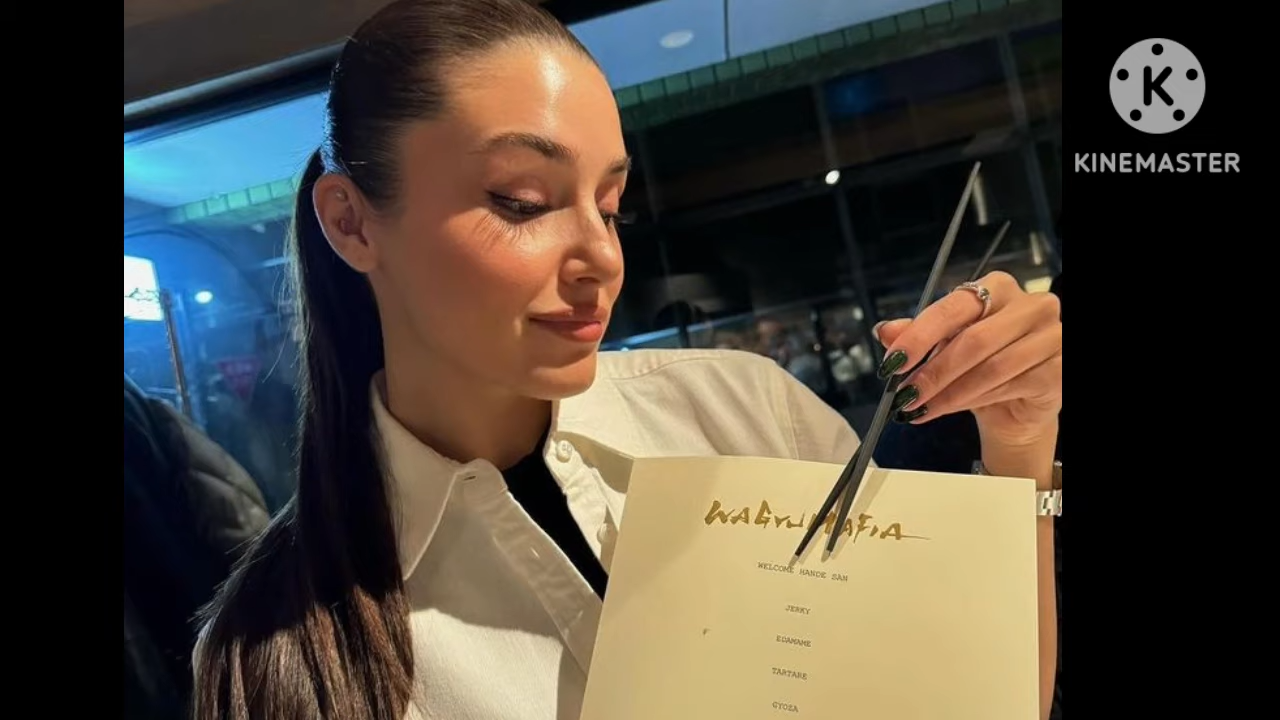 K
KINEMASTER
WAGYUMAFIA
WELCOME HANDE SAN
JERKY
F
EDAMAME
TARTARE
GYOZA